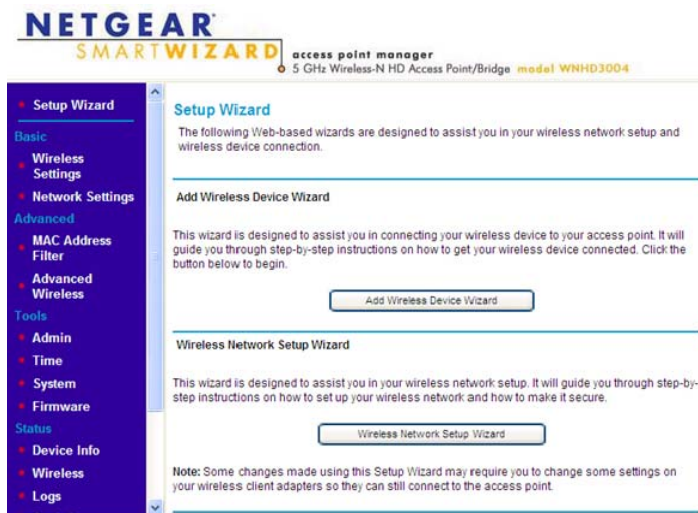 NETGEAR
SMARTWIZARD
access point manager
5 GHz Wireless-N HD Access Point/Bridge model WNHD3004
Setup Wizard
Basic
Wireless
Settings
Network Settings
Advanced
MAC Address
Filter
Advanced
Wireless
Tools
Admin
Time
System
Firmware
Status
Device Info
Wireless
Logs
Setup Wizard
The following Web-based wizards are designed to assist you in your wireless network setup and
wireless device connection.
Add Wireless Device Wizard
This wizard is designed to assist you in connecting your wireless device to your access point. It will
guide you through step-by-step instructions on how to get your wireless device connected. Click the
button below to begin.
Add Wireless Device Wizard
Wireless Network Setup Wizard
This wizard is designed to assist you in your wireless network setup. It will guide you through step-by-
step instructions on how to set up your wireless network and how to make it secure.
Wireless Network Setup Wizard
Note: Some changes made using this Setup Wizard may require you to change some settings on
your wireless client adapters so they can still connect to the access point.